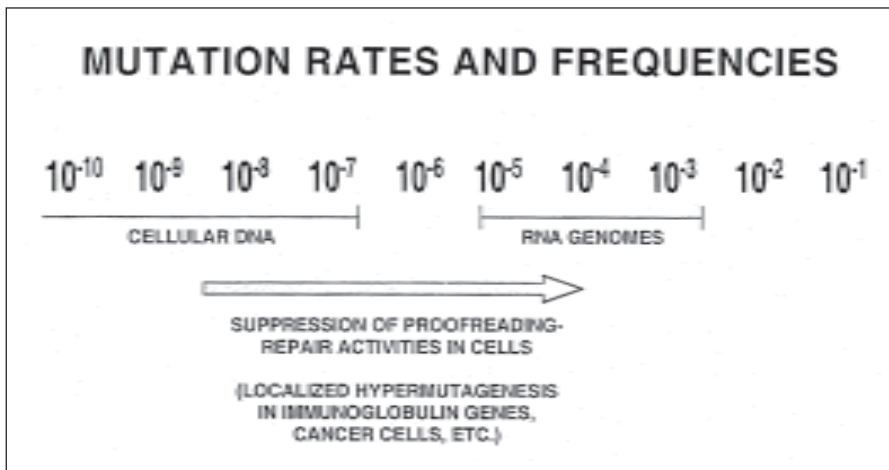 MUTATION RATES AND FREQUENCIES
10⁻¹⁰ 10⁻⁹ 10⁻⁸ 10⁻⁷ 10⁻⁶ 10⁻⁵ 10⁻⁴ 10⁻³ 10⁻² 10⁻¹
CELLULAR DNA RNA GENOMES
SUPPRESSION OF PROOFREADING-
REPAIR ACTIVITIES IN CELLS
(LOCALIZED HYPERMUTAGENESIS
IN IMMUNOGLOBULIN GENES,
CANCER CELLS, ETC.)